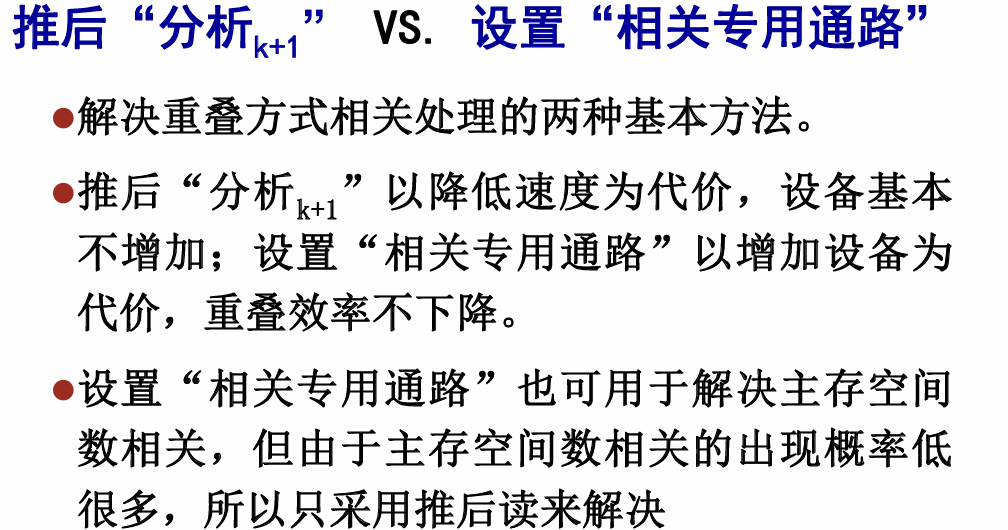 推后“分析k+1” VS. 设置“相关专用通路”
●解决重叠方式相关处理的两种基本方法。
●推后“分析k+1”以降低速度为代价，设备基本
不增加；设置“相关专用通路”以增加设备为
代价，重叠效率不下降。
●设置“相关专用通路”也可用于解决主存空间
数相关，但由于主存空间数相关的出现概率低
很多，所以只采用推后读来解决